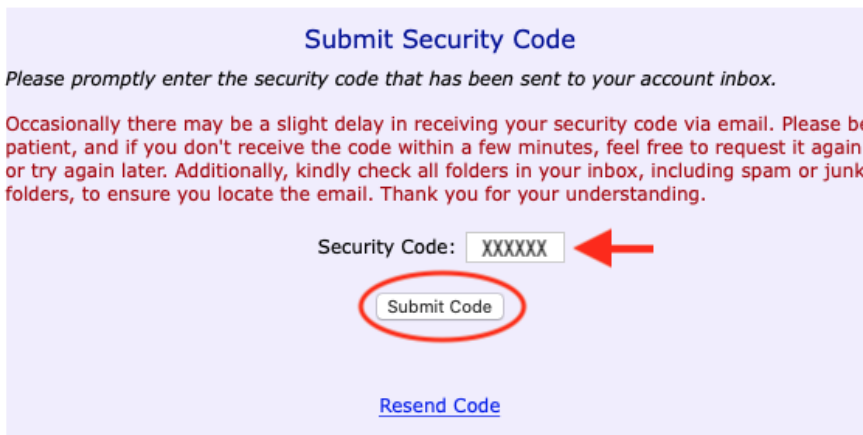 Submit Security Code
Please promptly enter the security code that has been sent to your account inbox.
Occasionally there may be a slight delay in receiving your security code via email. Please be
patient, and if you don't receive the code within a few minutes, feel free to request it again
or try again later. Additionally, kindly check all folders in your inbox, including spam or junk
folders, to ensure you locate the email. Thank you for your understanding.
Security Code: XXXXXX
Submit Code
Resend Code